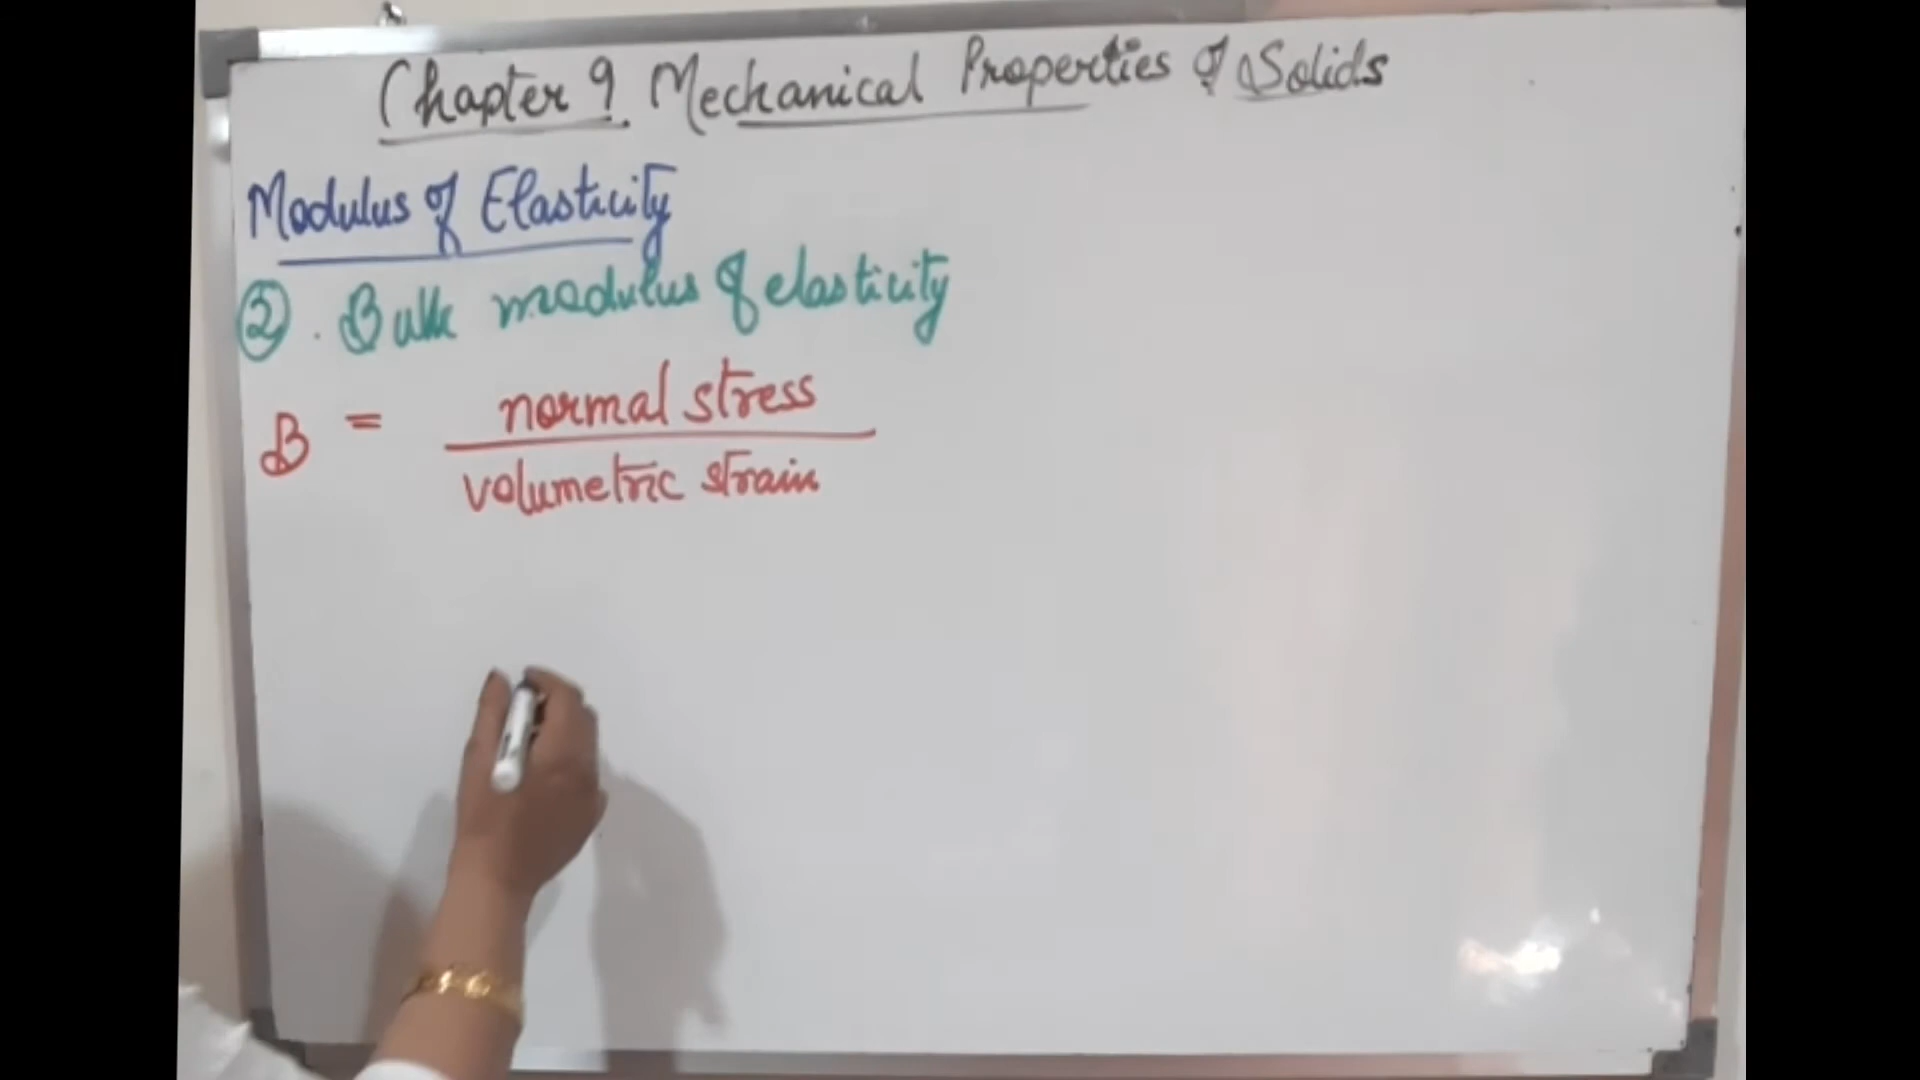 Chapter 9 Mechanical Properties of Solids
Modulus of Elasticity
②. Bulk modulus of elasticity
B = normal stress
volumetric strain